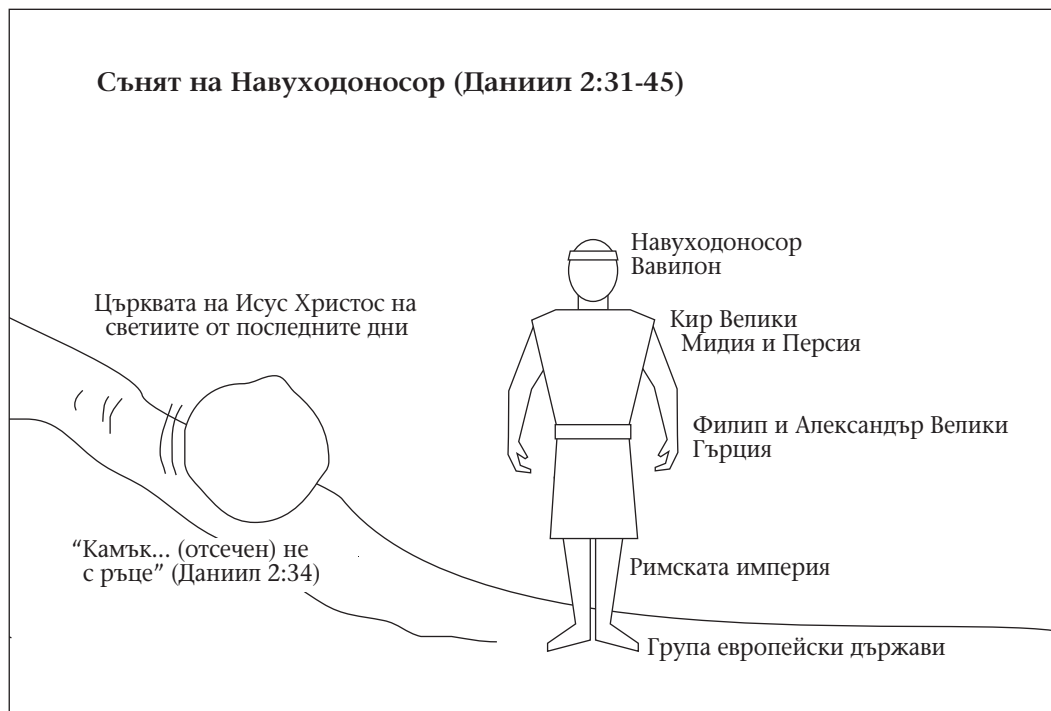 Сънят на Навуходоносор (Даниил 2:31-45)
Навуходоносор
Вавилон
Църквата на Исус Христос на
светиите от последните дни
Кир Велики
Мидия и Персия
Филип и Александър Велики
Гърция
“Камък... (отсечен) не
с ръце” (Даниил 2:34)
Римската империя
Група европейски държави